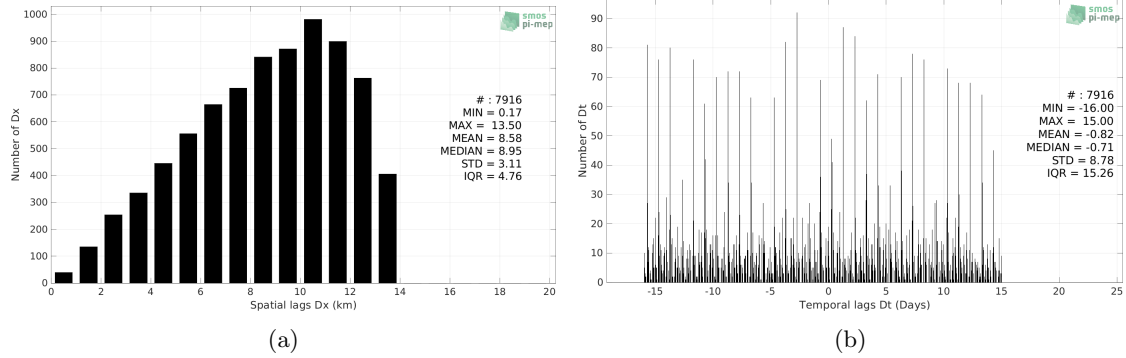 smos
pi-mep
Number of Dx
1000
900
800
700
600
500
400
300
200
100
0
# : 7916
MIN = 0.17
MAX = 13.50
MEAN = 8.58
MEDIAN = 8.95
STD = 3.11
IQR = 4.76
0 2 4 6 8 10 12 14 16 18 20
Spatial lags Dx (km)
(a)
smos
pi-mep
Number of Dt
90
80
70
60
50
40
30
20
10
0
# : 7916
MIN = -16.00
MAX = 15.00
MEAN = -0.82
MEDIAN = -0.71
STD = 8.78
IQR = 15.26
-15 -10 -5 0 5 10 15 20 25
Temporal lags Dt (Days)
(b)